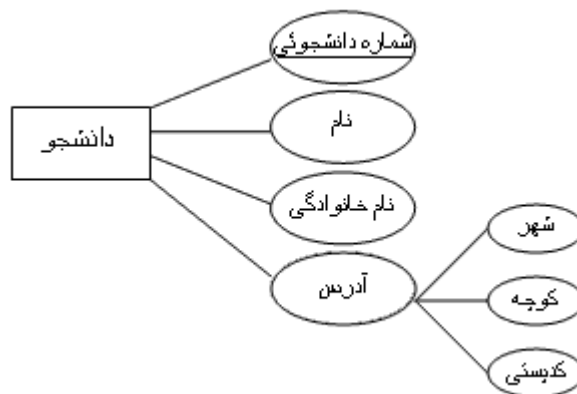 شماره دانشجوئی
نام
دانشجو
نام خانوادگی
آدرس
شهر
کوچه
کدپستی